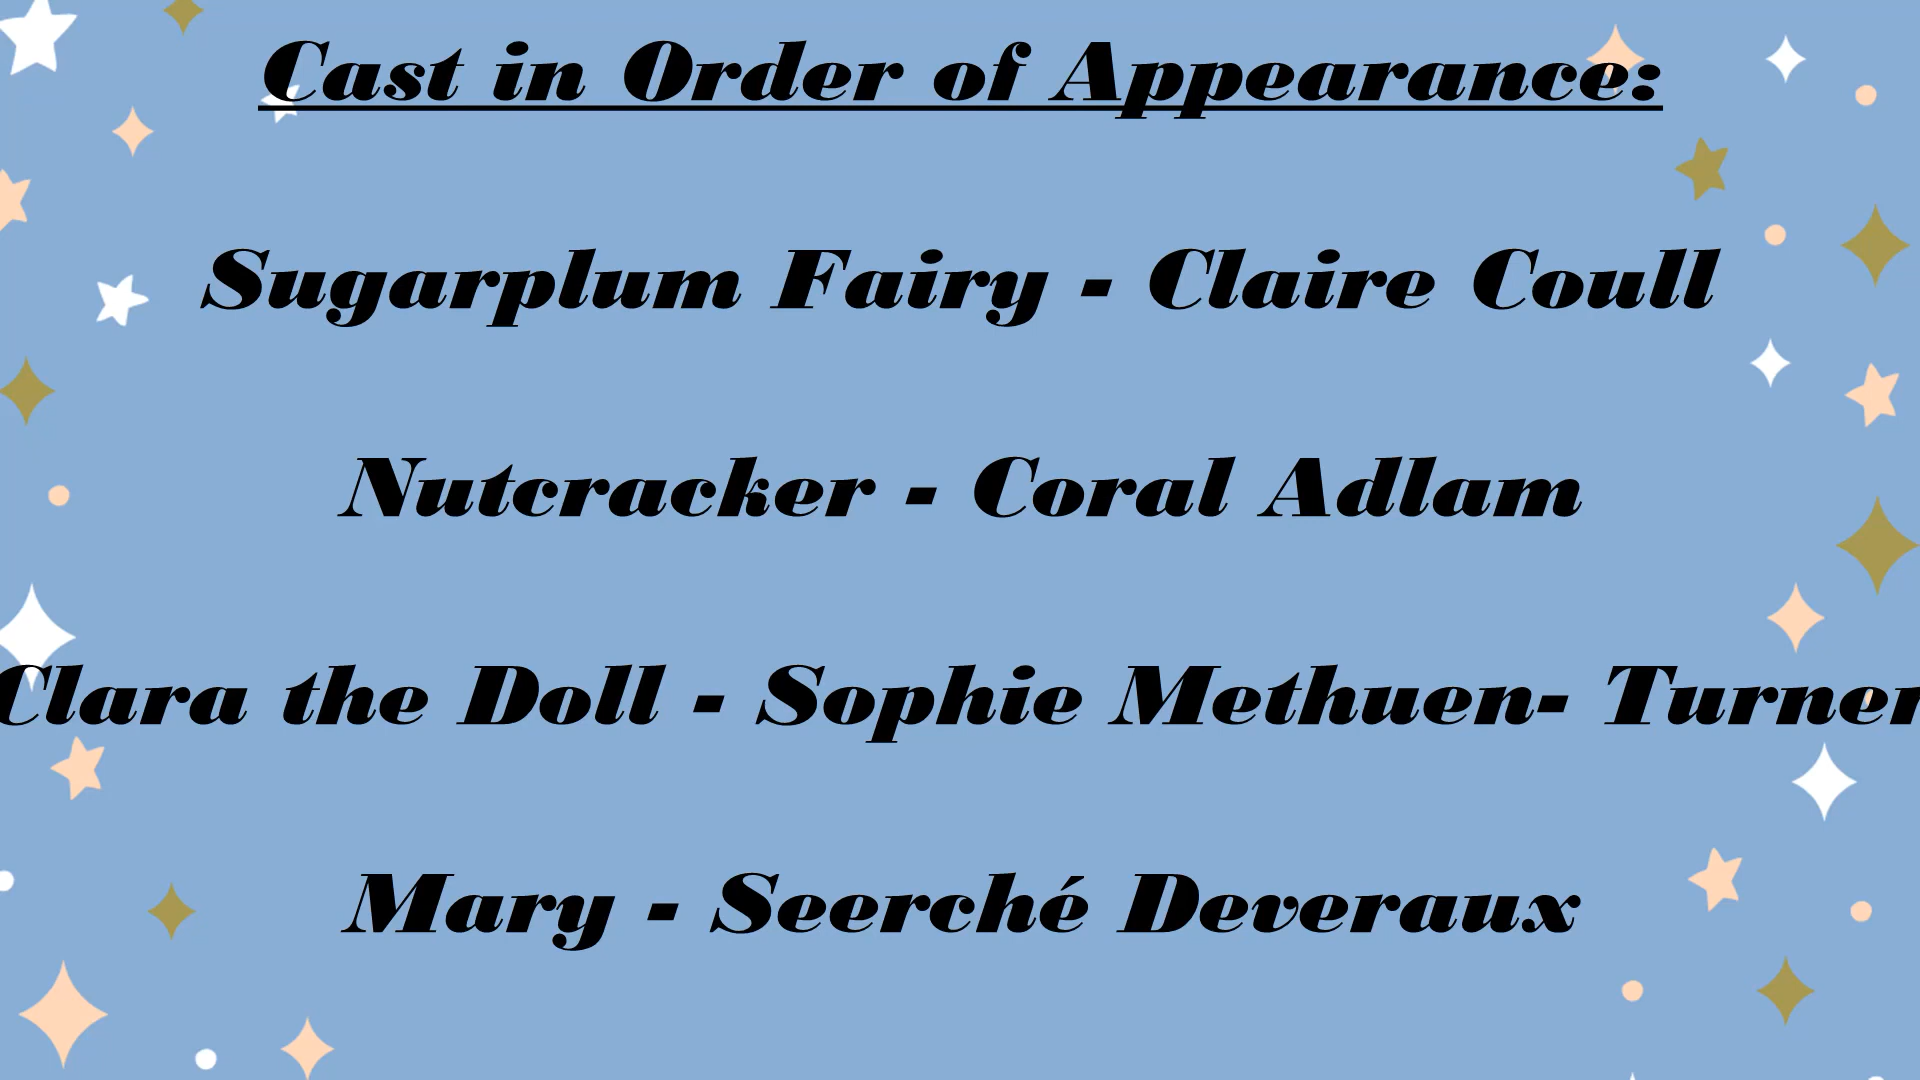 Cast in Order of Appearance:
Sugarplum Fairy - Claire Coull
Nutcracker - Coral Adlam
Clara the Doll - Sophie Methuen- Turner
Mary - Seerché Deveraux